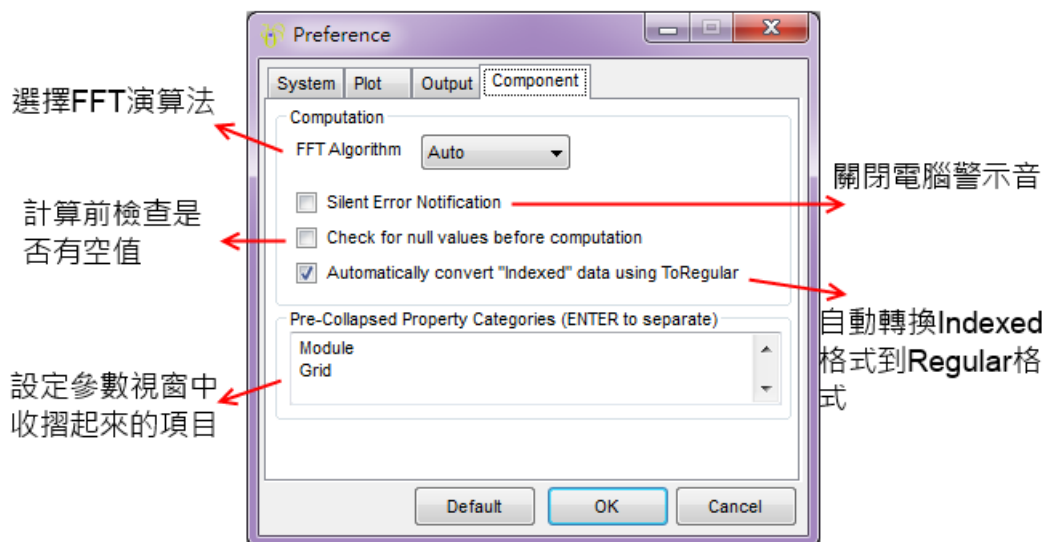 Preference
System Plot Output Component
選擇FFT演算法
Computation
FFT Algorithm Auto
Silent Error Notification
關閉電腦警示音
計算前檢查是
否有空值
Check for null values before computation
Automatically convert "Indexed" data using ToRegular
自動轉換Indexed
格式到Regular格
式
Pre-Collapsed Property Categories (ENTER to separate)
Module
Grid
設定參數視窗中
收摺起來的項目
Default OK Cancel